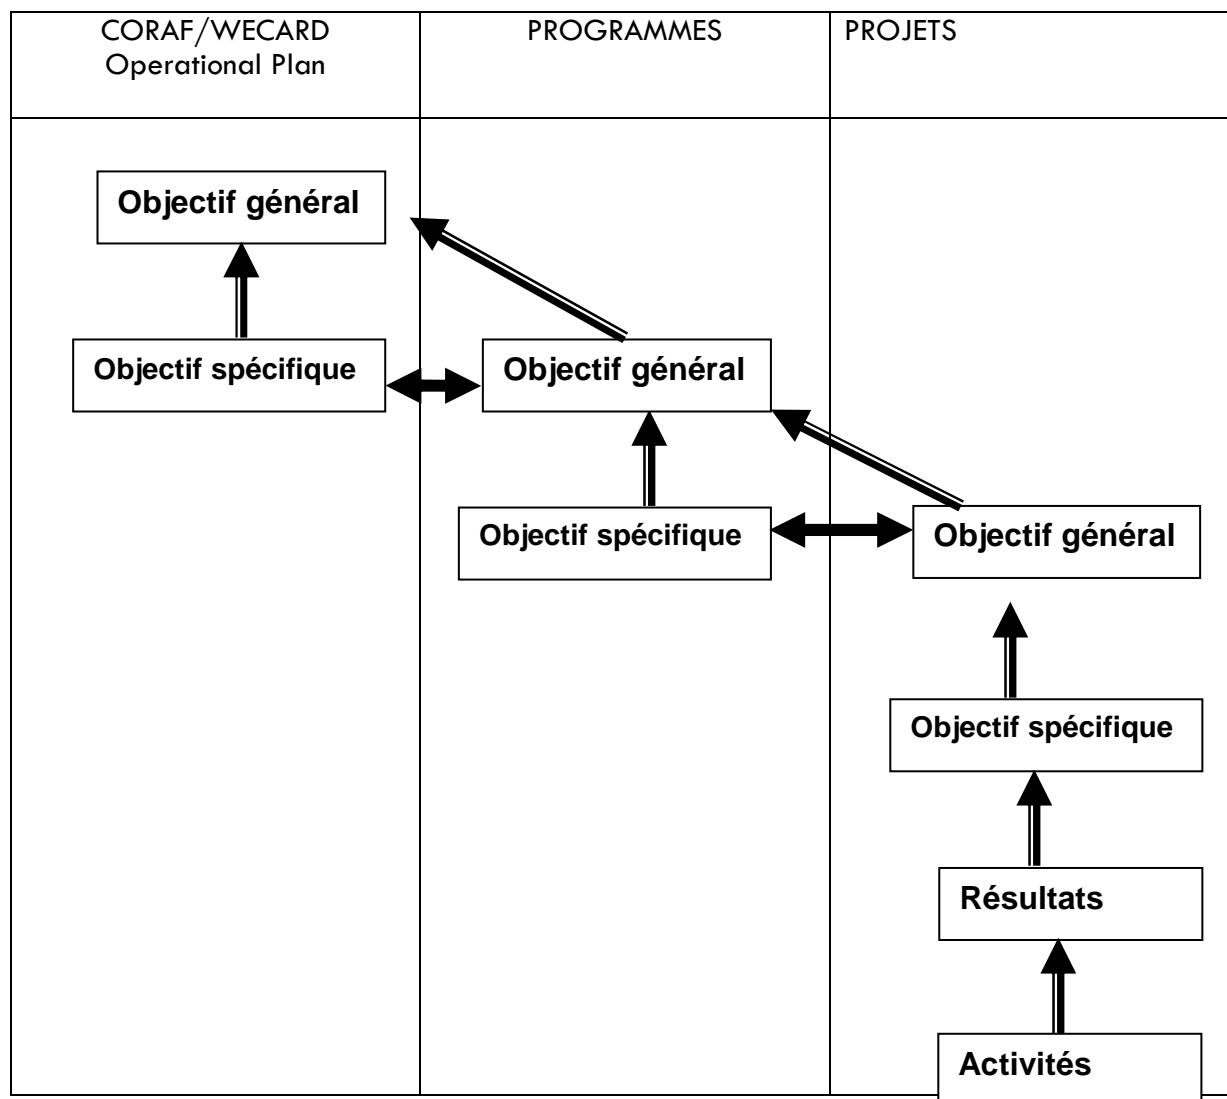 CORAF/WECARD
Operational Plan
PROGRAMMES
PROJETS
Objectif général
Objectif spécifique
Objectif général
Objectif spécifique
Objectif général
Objectif spécifique
Résultats
Activités